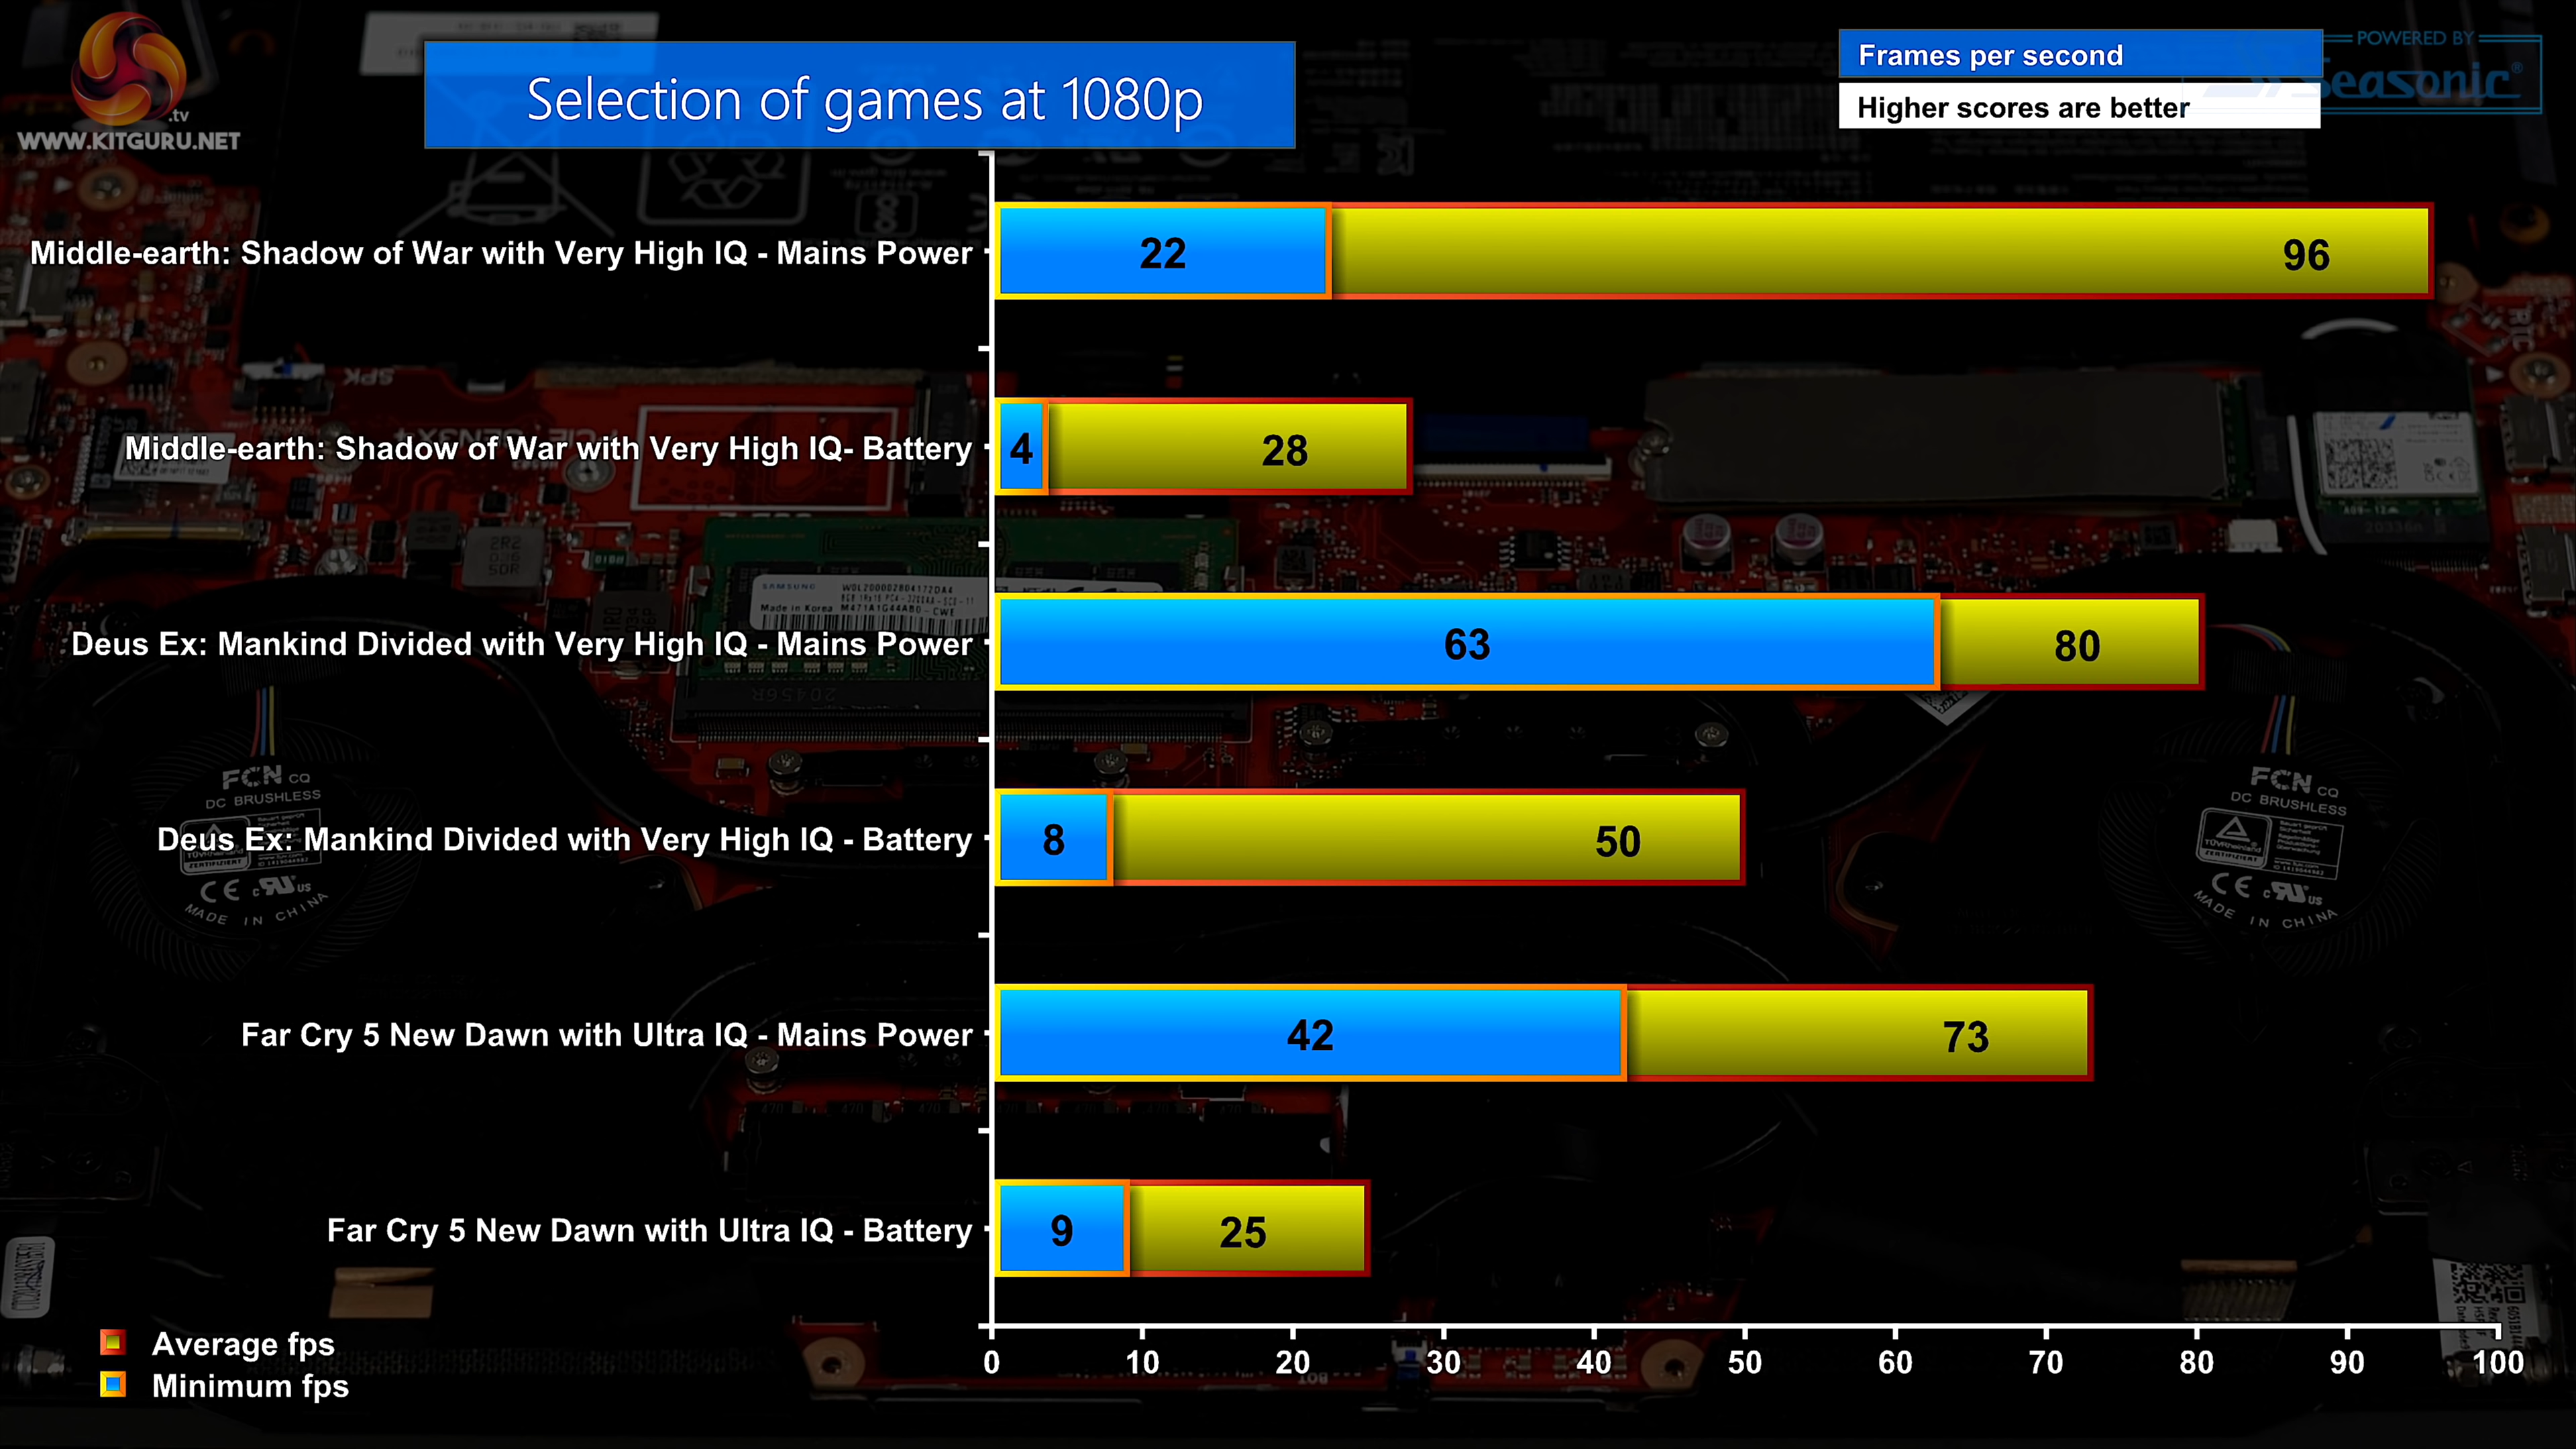 .tv
WWW.KITGURU.NET
Selection of games at 1080p
Frames per second
Higher scores are better
POWERED BY
Seasonic®
Middle-earth: Shadow of War with Very High IQ - Mains Power
22
96
Middle-earth: Shadow of War with Very High IQ- Battery
4
28
Deus Ex: Mankind Divided with Very High IQ - Mains Power
63
80
Deus Ex: Mankind Divided with Very High IQ - Battery
8
50
Far Cry 5 New Dawn with Ultra IQ - Mains Power
42
73
Far Cry 5 New Dawn with Ultra IQ - Battery
9
25
0 10 20 30 40 50 60 70 80 90 100
Average fps
Minimum fps
SPK
SAMSUNG
Made in Korea
FCN CQ
DC BRUSHLESS
CE
US
MADE IN CHINA
FCN CQ
DC BRUSHLESS
CE
US
MADE IN CHINA